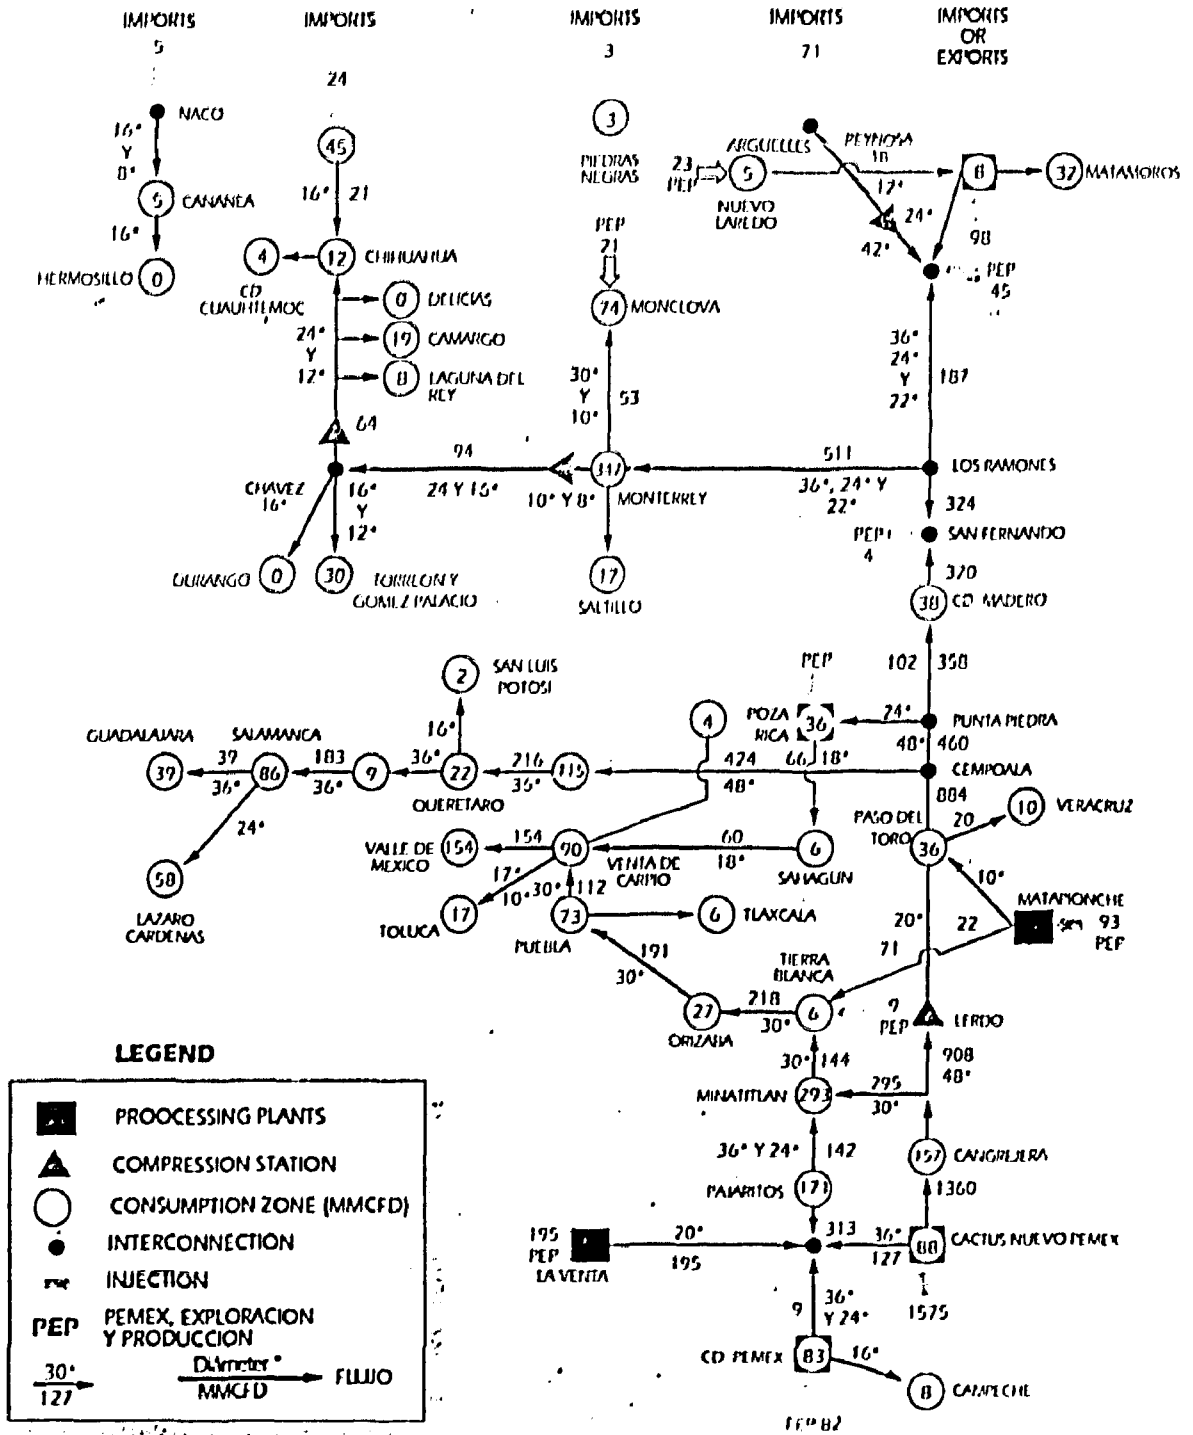 IMPORTS
5
IMPORTS
24
IMPORTS
3
IMPORTS
71
IMPORTS
OR
EXPORTS
NACO
16"
Y
8"
5
CANANEA
16"
HERMOSILLO
0
45
16"
21
4
12
CHIHUAHUA
CD.
CUAUHTEMOC
0
DELICIAS
24"
Y
12"
19
CAMARGO
8
LAGUNA DEL
REY
64
3
PIEDRAS
NEGRAS
PEP
21
74
MONCLOVA
30"
Y
10"
53
ARGUELLES
23
PEP
5
NUEVO
LAREDO
REYNOSA
18
12"
8
32
MATAMOROS
24"
42"
98
PEP
45
36"
24"
Y
22"
187
94
24 Y 16"
10" Y 8"
MONTERREY
511
36", 24" Y
22"
LOS RAMONES
CHAVEZ
16"
16"
Y
12"
DURANGO
0
30
TORREON Y
GOMEZ PALACIO
17
SALTILLO
324
PEP
4
SAN FERNANDO
320
38
CD. MADERO
102
358
2
SAN LUIS
POTOSI
16"
4
PEP
POZA
RICA
36
24"
PUNTA PIEDRA
48"
460
GUADALAJARA
39
39
36"
SALAMANCA
86
183
36"
9
36"
22
QUERETARO
216
36"
115
424
48"
66
18"
CEMPOALA
884
24"
58
LAZARO
CARDENAS
VALLE DE
MEXICO
154
154
90
VENTA DE
CARPIO
60
18"
6
SAHAGUN
PASO DEL
TORO
36
20
10
VERACRUZ
10"
17"
10"
17
TOLUCA
30"
112
73
PUEBLA
6
TLAXCALA
MATAPIONCHE
93
PEP
22
71
20"
191
30"
27
ORIZABA
218
30"
TIERRA
BLANCA
6
9
PEP
LERDO
30"
144
908
48"
MINATITLAN
293
295
30"
36" Y 24"
142
157
CANGREJERA
PAJARITOS
171
1360
313
195
PEP
LA VENTA
20"
195
36"
127
88
CACTUS NUEVO PEMEX
1575
9
36"
Y 24"
CD. PEMEX
83
16"
8
CAMPECHE
PEP 82
LEGEND
PROOCESSING PLANTS
COMPRESSION STATION
CONSUMPTION ZONE (MMCFD)
INTERCONNECTION
INJECTION
PEP
PEMEX, EXPLORACION
Y PRODUCCION
30"
127
Diámeter "
MMCFD
FLUJO